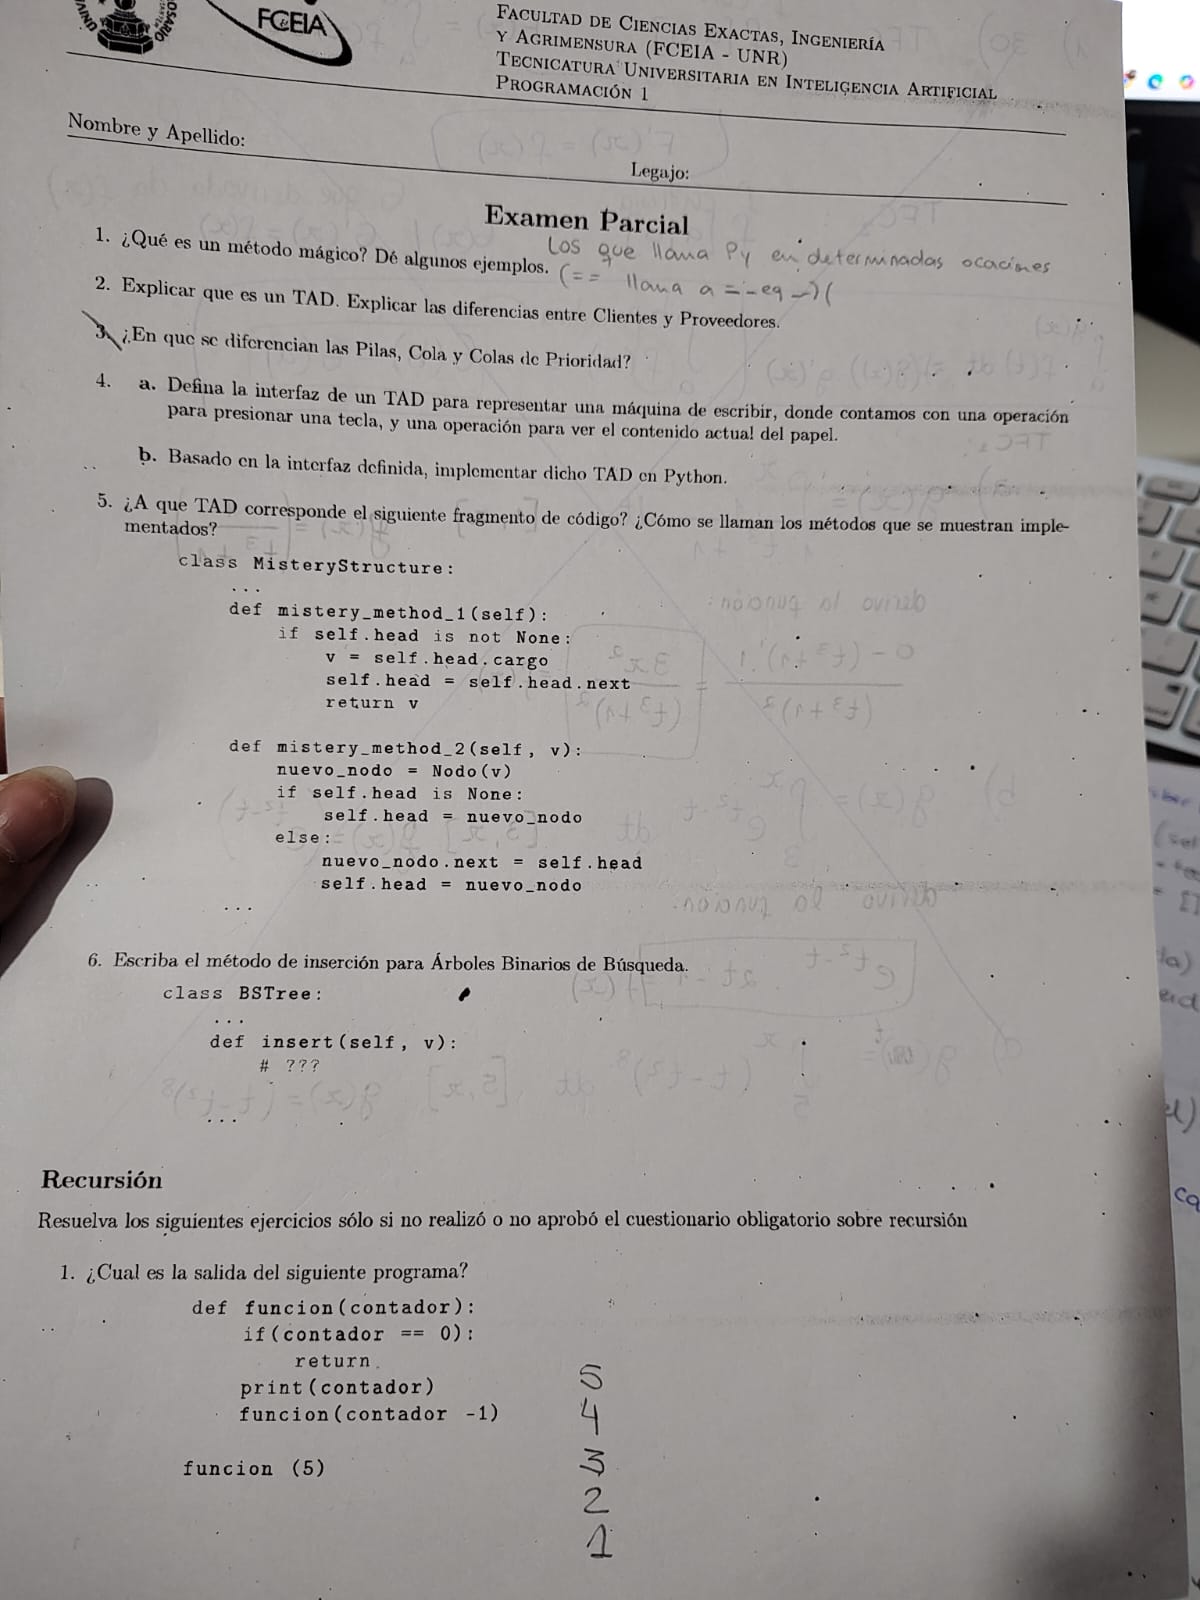 FCEIA
Facultad de Ciencias Exactas, Ingeniería
y Agrimensura (FCEIA - UNR)
Tecnicatura Universitaria en Inteligencia Artificial
Programación 1
Nombre y Apellido:
Legajo:
Examen Parcial
1. ¿Qué es un método mágico? Dé algunos ejemplos. Los que llama Py en determinadas ocaciones
(== llama a
2. Explicar que es un TAD. Explicar las diferencias entre Clientes y Proveedores.
3. ¿En que se diferencian las Pilas, Cola y Colas de Prioridad?
4. a. Defina la interfaz de un TAD para representar una máquina de escribir, donde contamos con una operación
para presionar una tecla, y una operación para ver el contenido actual del papel.
b. Basado en la interfaz definida, implementar dicho TAD en Python.
5. ¿A que TAD corresponde el siguiente fragmento de código? ¿Cómo se llaman los métodos que se muestran imple-
mentados?
class MisteryStructure:
...
def mistery_method_1(self):
if self.head is not None:
v = self.head.cargo
self.head = self.head.next
return v
def mistery_method_2(self, v):
nuevo_nodo = Nodo(v)
if self.head is None:
self.head = nuevo_nodo
else:
nuevo_nodo.next = self.head
self.head = nuevo_nodo
...
6. Escriba el método de inserción para Árboles Binarios de Búsqueda.
class BSTree:
...
def insert(self, v):
# ???
...
Recursión
Resuelva los siguientes ejercicios sólo si no realizó o no aprobó el cuestionario obligatorio sobre recursión
1. ¿Cual es la salida del siguiente programa?
def funcion(contador):
if(contador == 0):
return
print(contador)
funcion(contador -1)
funcion (5)
5
4
3
2
1